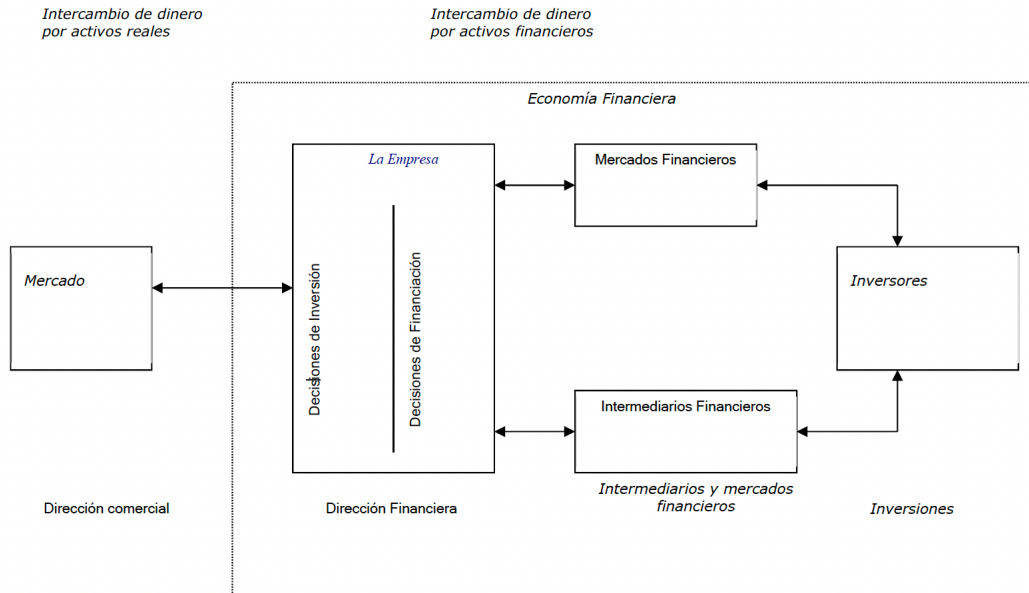 Intercambio de dinero
por activos reales
Intercambio de dinero
por activos financieros
Economía Financiera
La Empresa
Mercados Financieros
Mercado
Decisiones de Inversión
Decisiones de Financiación
Inversores
Intermediarios Financieros
Dirección comercial
Dirección Financiera
Intermediarios y mercados
financieros
Inversiones